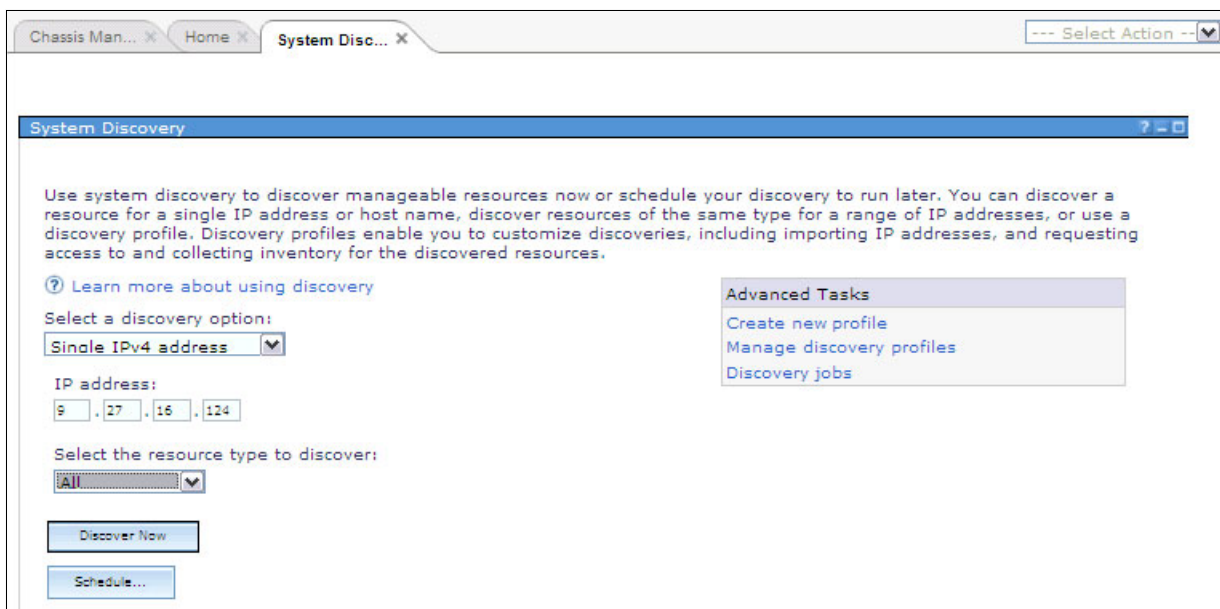 Chassis Man... Home System Disc... --- Select Action --
System Discovery
Use system discovery to discover manageable resources now or schedule your discovery to run later. You can discover a
resource for a single IP address or host name, discover resources of the same type for a range of IP addresses, or use a
discovery profile. Discovery profiles enable you to customize discoveries, including importing IP addresses, and requesting
access to and collecting inventory for the discovered resources.
? Learn more about using discovery
Select a discovery option:
Single IPv4 address
IP address:
9 . 27 . 16 . 124
Select the resource type to discover:
All
Discover Now
Schedule...
Advanced Tasks
Create new profile
Manage discovery profiles
Discovery jobs